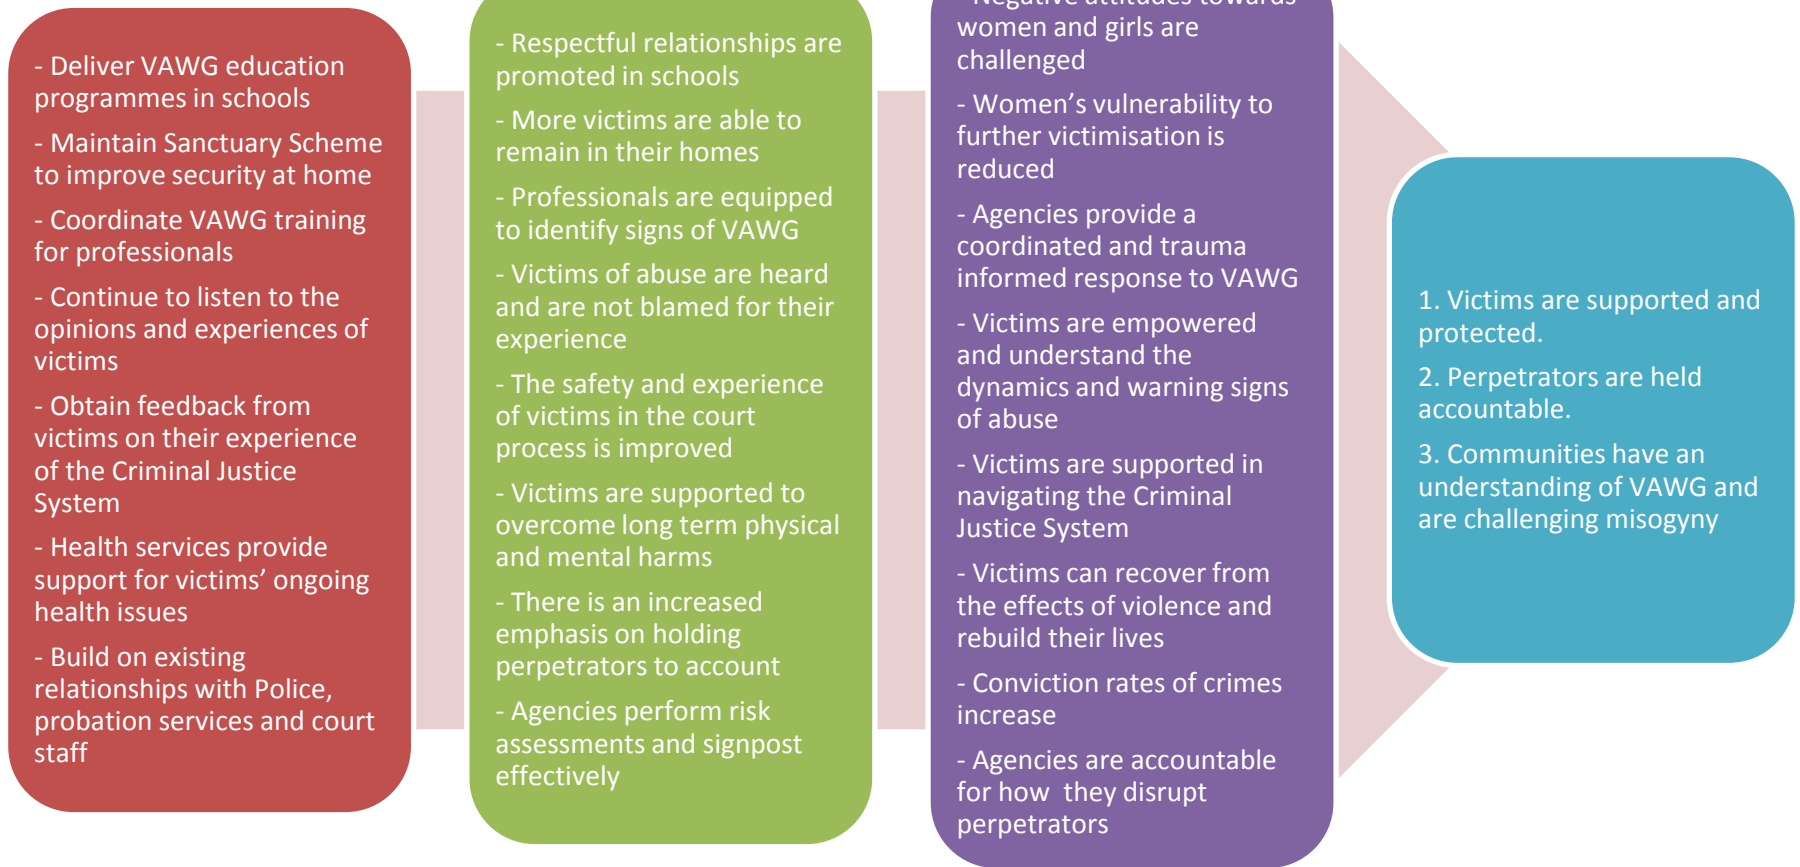 - Deliver VAWG education
programmes in schools
- Maintain Sanctuary Scheme
to improve security at home
- Coordinate VAWG training
for professionals
- Continue to listen to the
opinions and experiences of
victims
- Obtain feedback from
victims on their experience
of the Criminal Justice
System
- Health services provide
support for victims’ ongoing
health issues
- Build on existing
relationships with Police,
probation services and court
staff
- Respectful relationships are
promoted in schools
- More victims are able to
remain in their homes
- Professionals are equipped
to identify signs of VAWG
- Victims of abuse are heard
and are not blamed for their
experience
- The safety and experience
of victims in the court
process is improved
- Victims are supported to
overcome long term physical
and mental harms
- There is an increased
emphasis on holding
perpetrators to account
- Agencies perform risk
assessments and signpost
effectively
- Negative attitudes towards
women and girls are
challenged
- Women’s vulnerability to
further victimisation is
reduced
- Agencies provide a
coordinated and trauma
informed response to VAWG
- Victims are empowered
and understand the
dynamics and warning signs
of abuse
- Victims are supported in
navigating the Criminal
Justice System
- Victims can recover from
the effects of violence and
rebuild their lives
- Conviction rates of crimes
increase
- Agencies are accountable
for how  they disrupt
perpetrators
1. Victims are supported and
protected.
2. Perpetrators are held
accountable.
3. Communities have an
understanding of VAWG and
are challenging misogyny